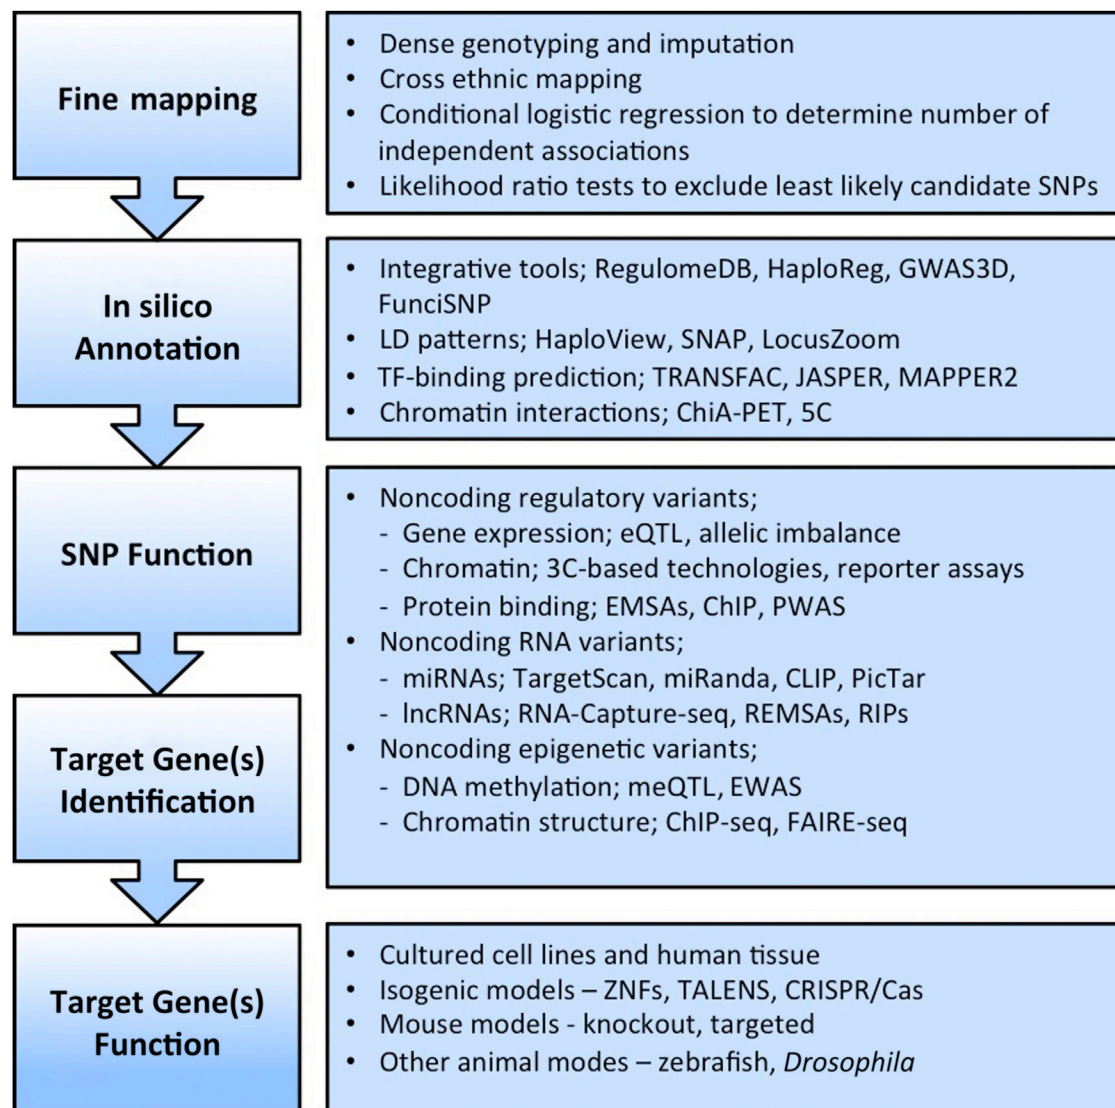 Fine mapping
• Dense genotyping and imputation
• Cross ethnic mapping
• Conditional logistic regression to determine number of
independent associations
• Likelihood ratio tests to exclude least likely candidate SNPs
In silico
Annotation
• Integrative tools; RegulomeDB, HaploReg, GWAS3D,
FunciSNP
• LD patterns; HaploView, SNAP, LocusZoom
• TF-binding prediction; TRANSFAC, JASPER, MAPPER2
• Chromatin interactions; ChiA-PET, 5C
SNP Function
Target Gene(s)
Identification
• Noncoding regulatory variants;
- Gene expression; eQTL, allelic imbalance
- Chromatin; 3C-based technologies, reporter assays
- Protein binding; EMSAs, ChIP, PWAS
• Noncoding RNA variants;
- miRNAs; TargetScan, miRanda, CLIP, PicTar
- lncRNAs; RNA-Capture-seq, REMSAs, RIPs
• Noncoding epigenetic variants;
- DNA methylation; meQTL, EWAS
- Chromatin structure; ChIP-seq, FAIRE-seq
Target Gene(s)
Function
• Cultured cell lines and human tissue
• Isogenic models – ZNFs, TALENS, CRISPR/Cas
• Mouse models - knockout, targeted
• Other animal modes – zebrafish, Drosophila